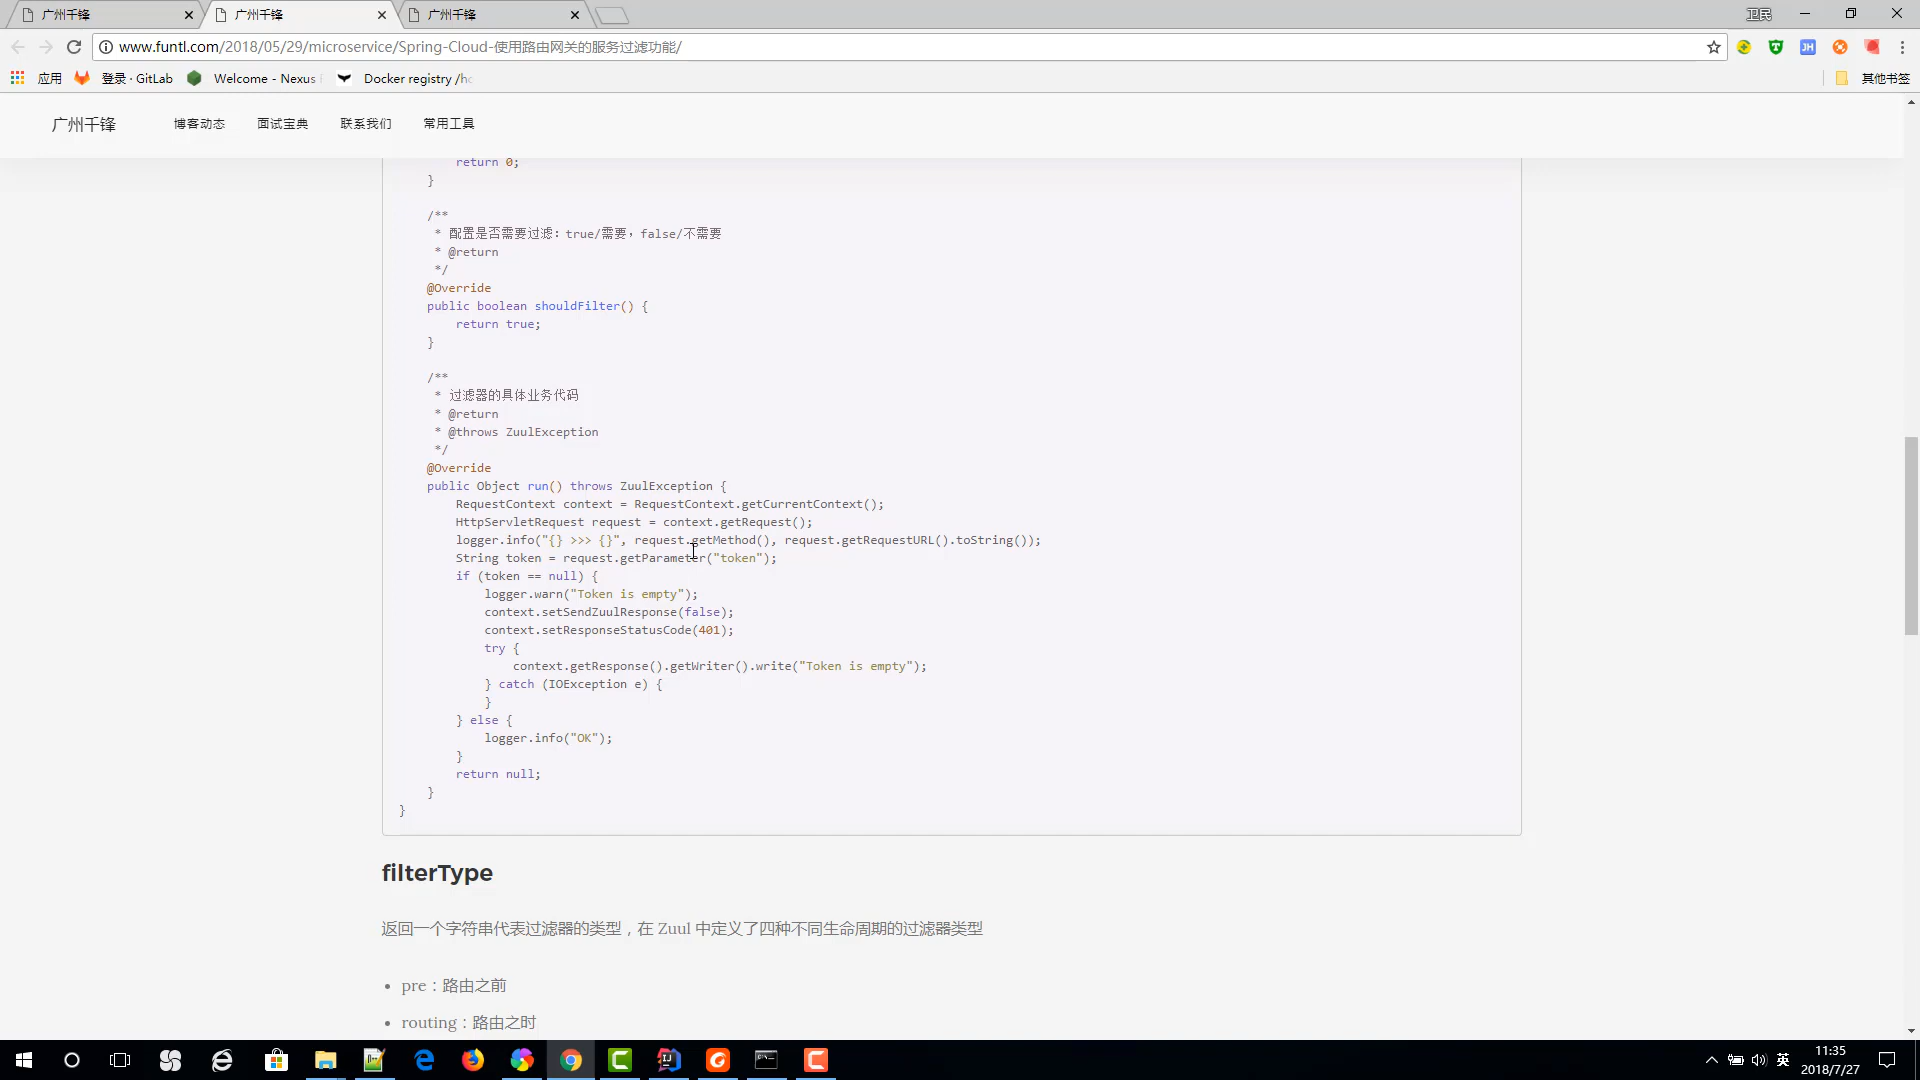 广州千锋
广州千锋
广州千锋
卫民
www.funtl.com/2018/05/29/microservice/Spring-Cloud-使用路由网关的服务过滤功能/
应用
登录 · GitLab
Welcome - Nexus
Docker registry /ho
其他书签
广州千锋
博客动态
面试宝典
联系我们
常用工具
return 0;
}
/**
* 配置是否需要过滤：true/需要，false/不需要
* @return
*/
@Override
public boolean shouldFilter() {
return true;
}
/**
* 过滤器的具体业务代码
* @return
* @throws ZuulException
*/
@Override
public Object run() throws ZuulException {
RequestContext context = RequestContext.getCurrentContext();
HttpServletRequest request = context.getRequest();
logger.info("{} >>> {}", request.getMethod(), request.getRequestURL().toString());
String token = request.getParameter("token");
if (token == null) {
logger.warn("Token is empty");
context.setSendZuulResponse(false);
context.setResponseStatusCode(401);
try {
context.getResponse().getWriter().write("Token is empty");
} catch (IOException e) {
}
} else {
logger.info("OK");
}
return null;
}
}
filterType
返回一个字符串代表过滤器的类型，在 Zuul 中定义了四种不同生命周期的过滤器类型
• pre：路由之前
• routing：路由之时
英
11:35
2018/7/27